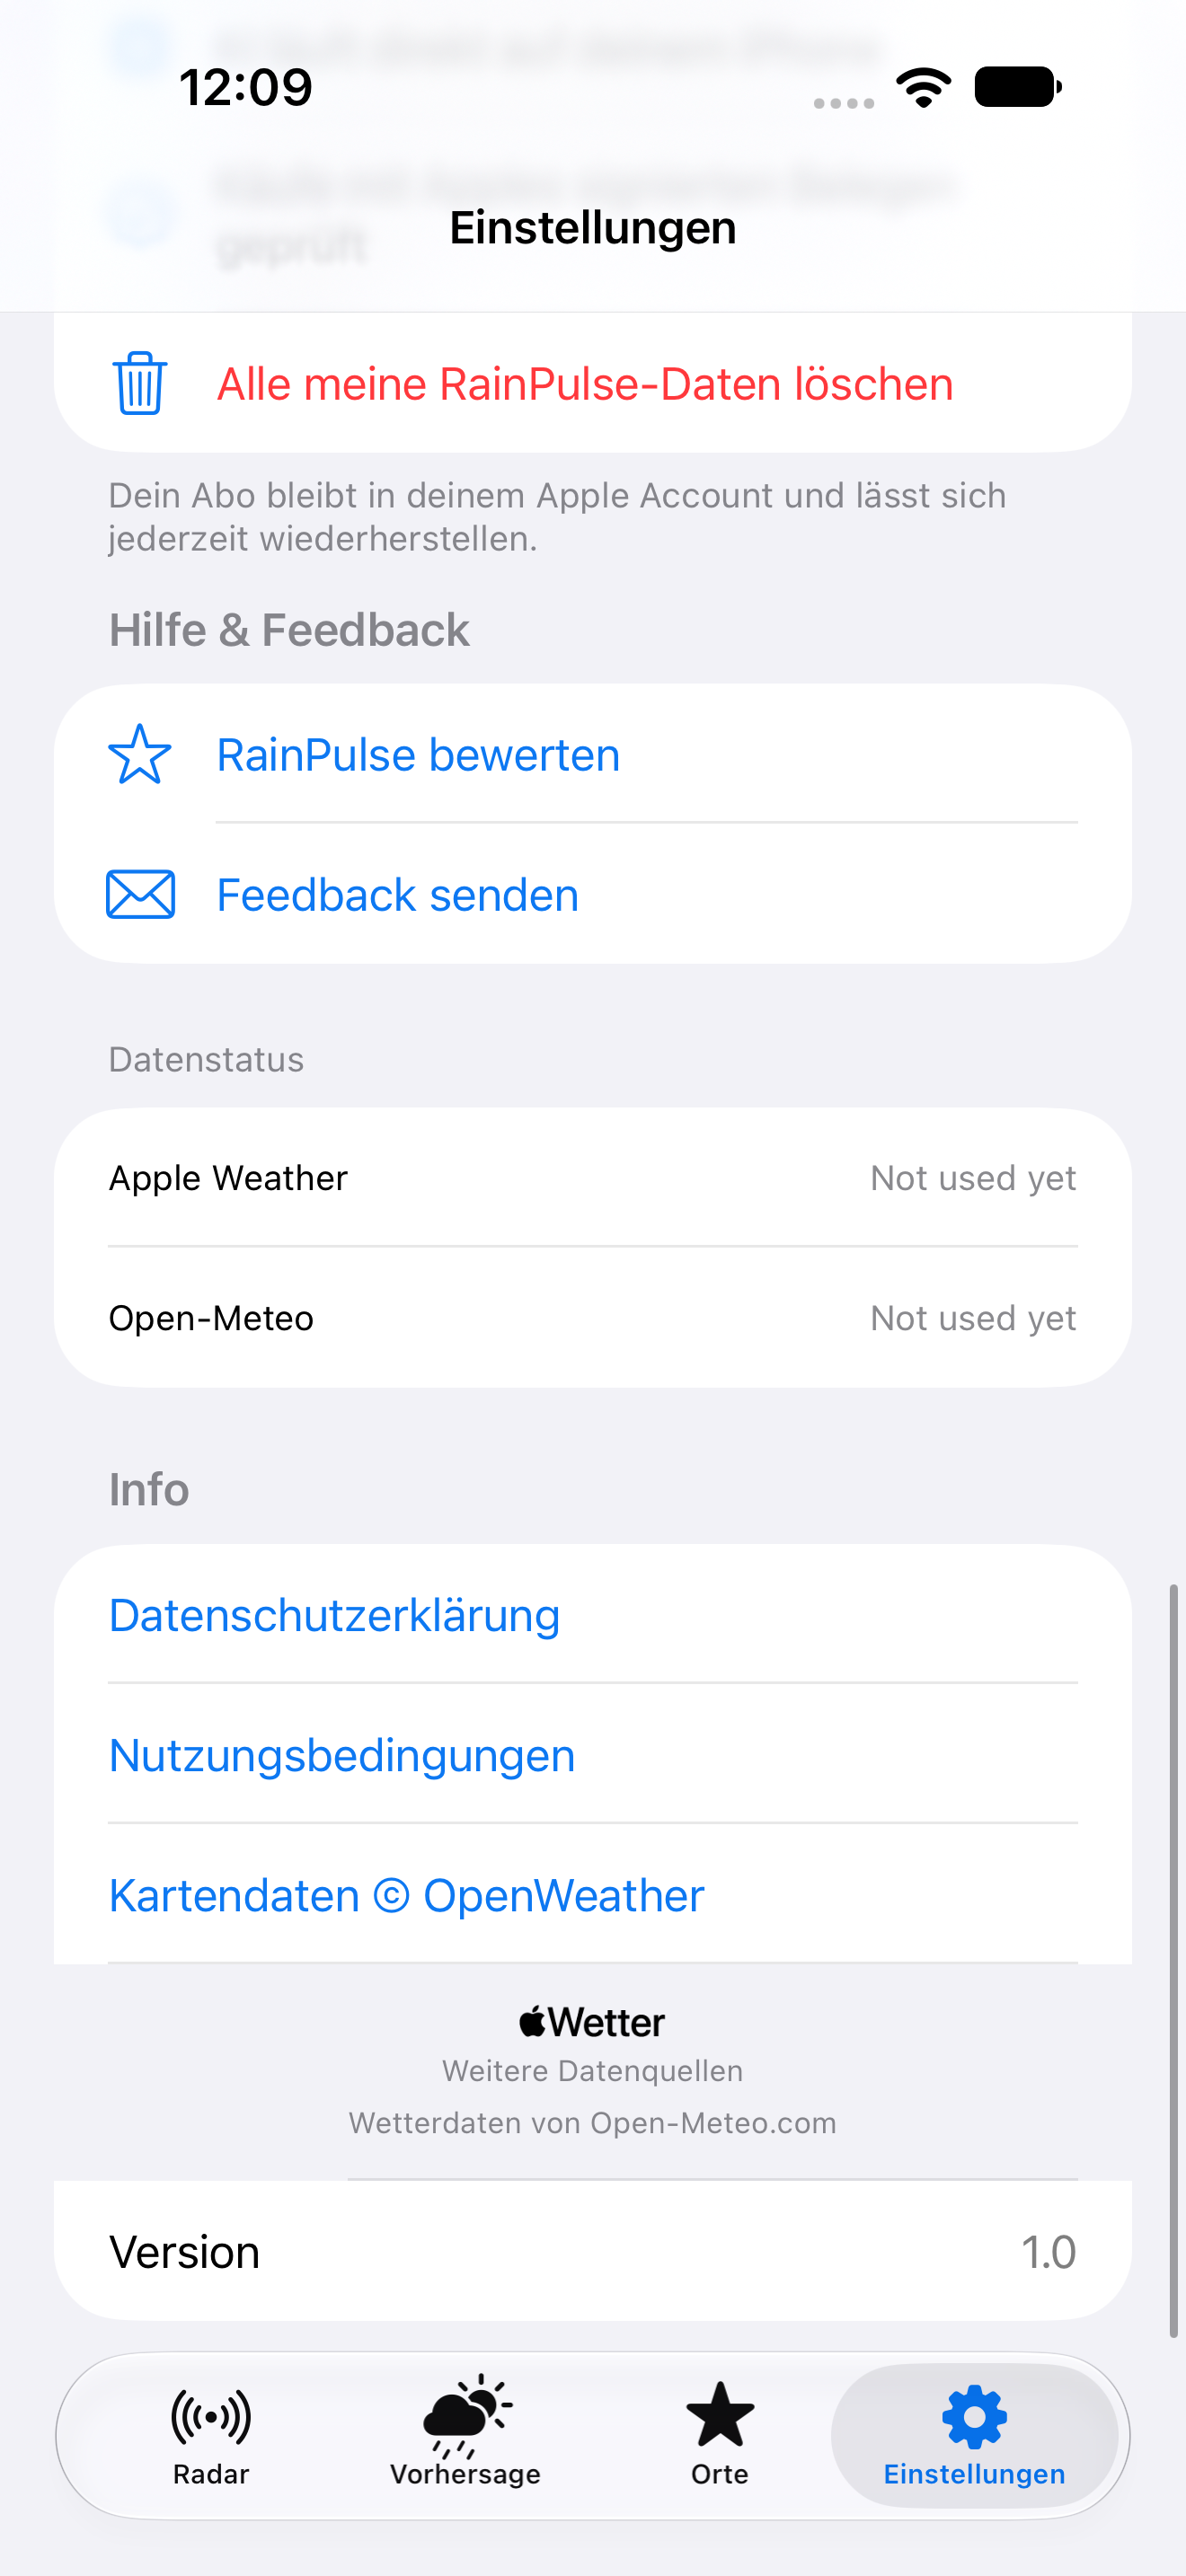 12:09
Einstellungen
geprüft
Alle meine RainPulse-Daten löschen
Dein Abo bleibt in deinem Apple Account und lässt sich
jederzeit wiederherstellen.
Hilfe & Feedback
RainPulse bewerten
Feedback senden
Datenstatus
Apple Weather Not used yet
Open-Meteo Not used yet
Info
Datenschutzerklärung
Nutzungsbedingungen
Kartendaten © OpenWeather
Wetter
Weitere Datenquellen
Wetterdaten von Open-Meteo.com
Version 1.0
Radar Vorhersage Orte Einstellungen